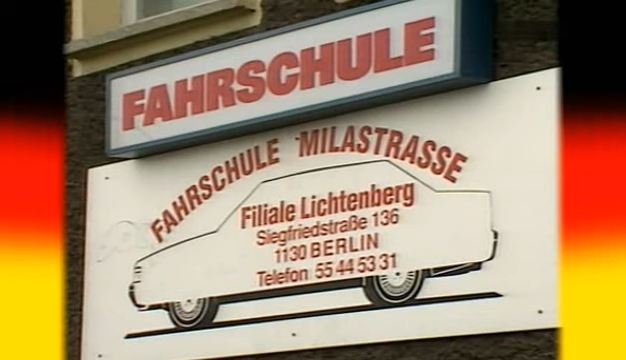 FAHRSCHULE
FAHRSCHULE MILASTRASSE
Filiale Lichtenberg
Siegfriedstraße 136
1130 BERLIN
Telefon 55 44 53 31